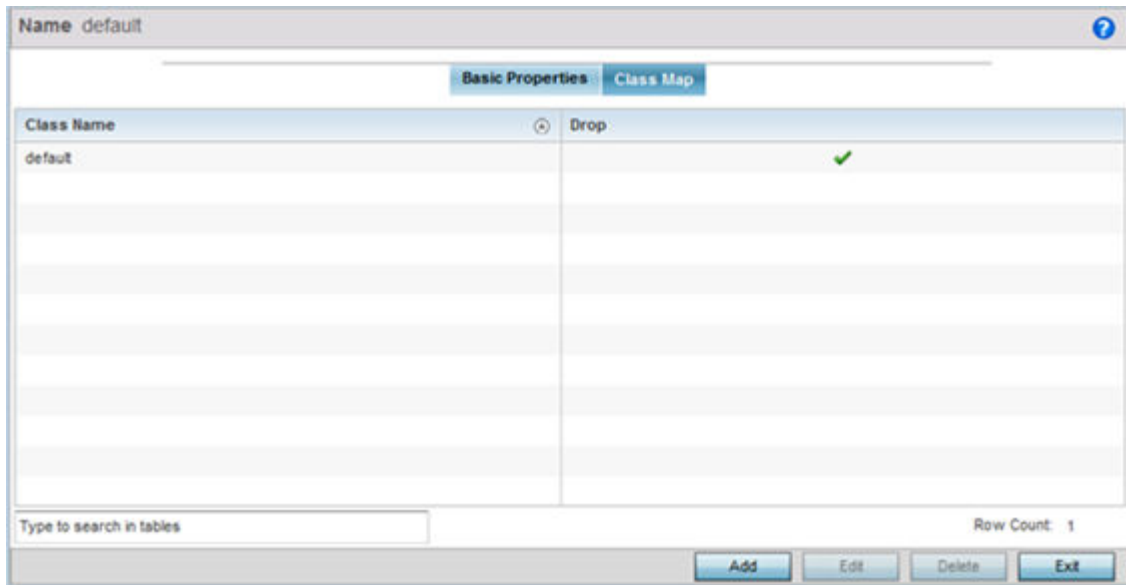 Name default
?
Basic Properties Class Map
Class Name Drop
default
Type to search in tables Row Count: 1
Add Edit Delete Exit